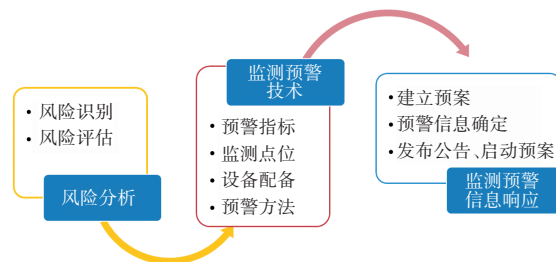 • 风险识别
• 风险评估
风险分析
监测预警
技术
• 预警指标
• 监测点位
• 设备配备
• 预警方法
• 建立预案
• 预警信息确定
• 发布公告、启动预案
监测预警
信息响应